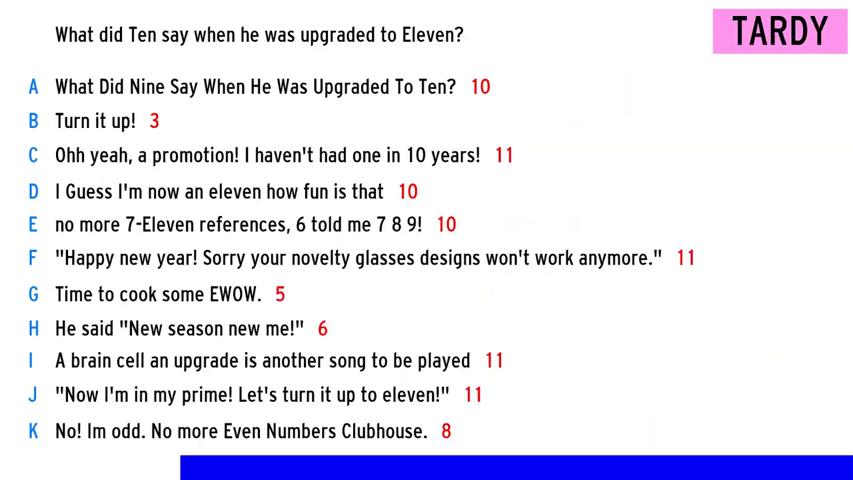 What did Ten say when he was upgraded to Eleven?
TARDY
A What Did Nine Say When He Was Upgraded To Ten? 10
B Turn it up! 3
C Ohh yeah, a promotion! I haven't had one in 10 years! 11
D I Guess I'm now an eleven how fun is that 10
E no more 7-Eleven references, 6 told me 7 8 9! 10
F "Happy new year! Sorry your novelty glasses designs won't work anymore." 11
G Time to cook some EWOW. 5
H He said "New season new me!" 6
I A brain cell an upgrade is another song to be played 11
J "Now I'm in my prime! Let's turn it up to eleven!" 11
K No! Im odd. No more Even Numbers Clubhouse. 8